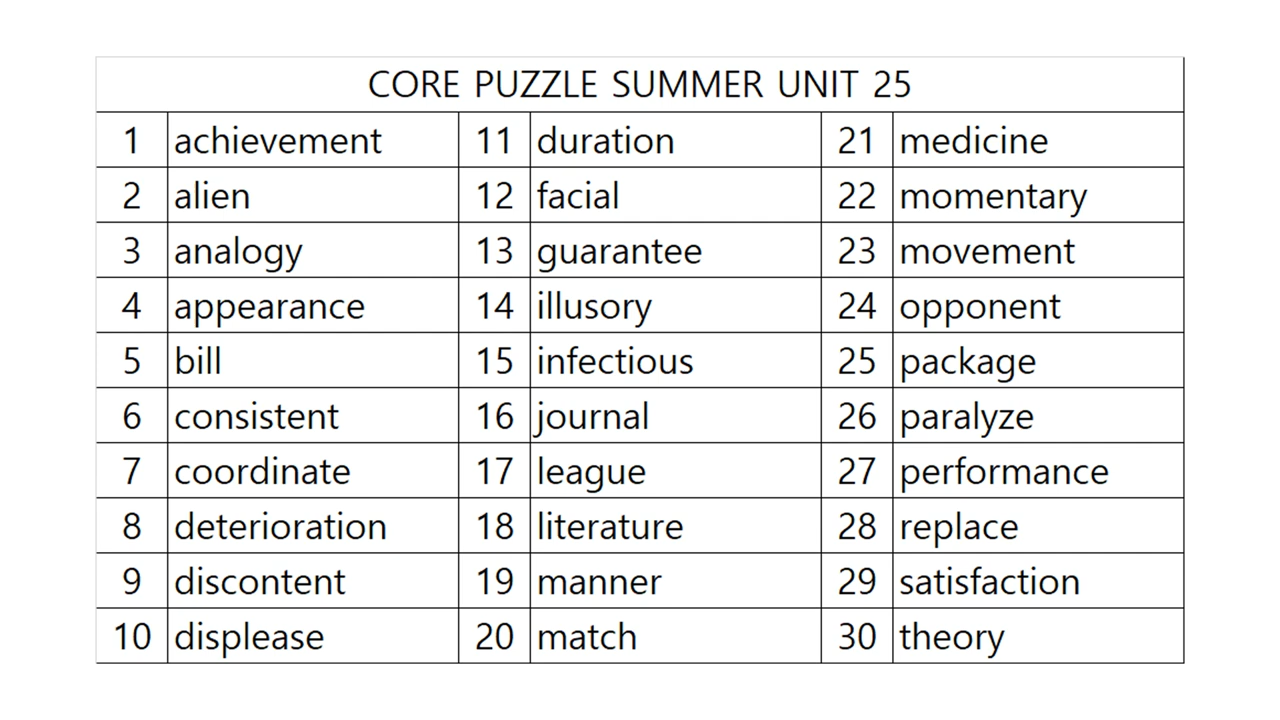 CORE PUZZLE SUMMER UNIT 25
1 achievement 11 duration 21 medicine
2 alien 12 facial 22 momentary
3 analogy 13 guarantee 23 movement
4 appearance 14 illusory 24 opponent
5 bill 15 infectious 25 package
6 consistent 16 journal 26 paralyze
7 coordinate 17 league 27 performance
8 deterioration 18 literature 28 replace
9 discontent 19 manner 29 satisfaction
10 displease 20 match 30 theory